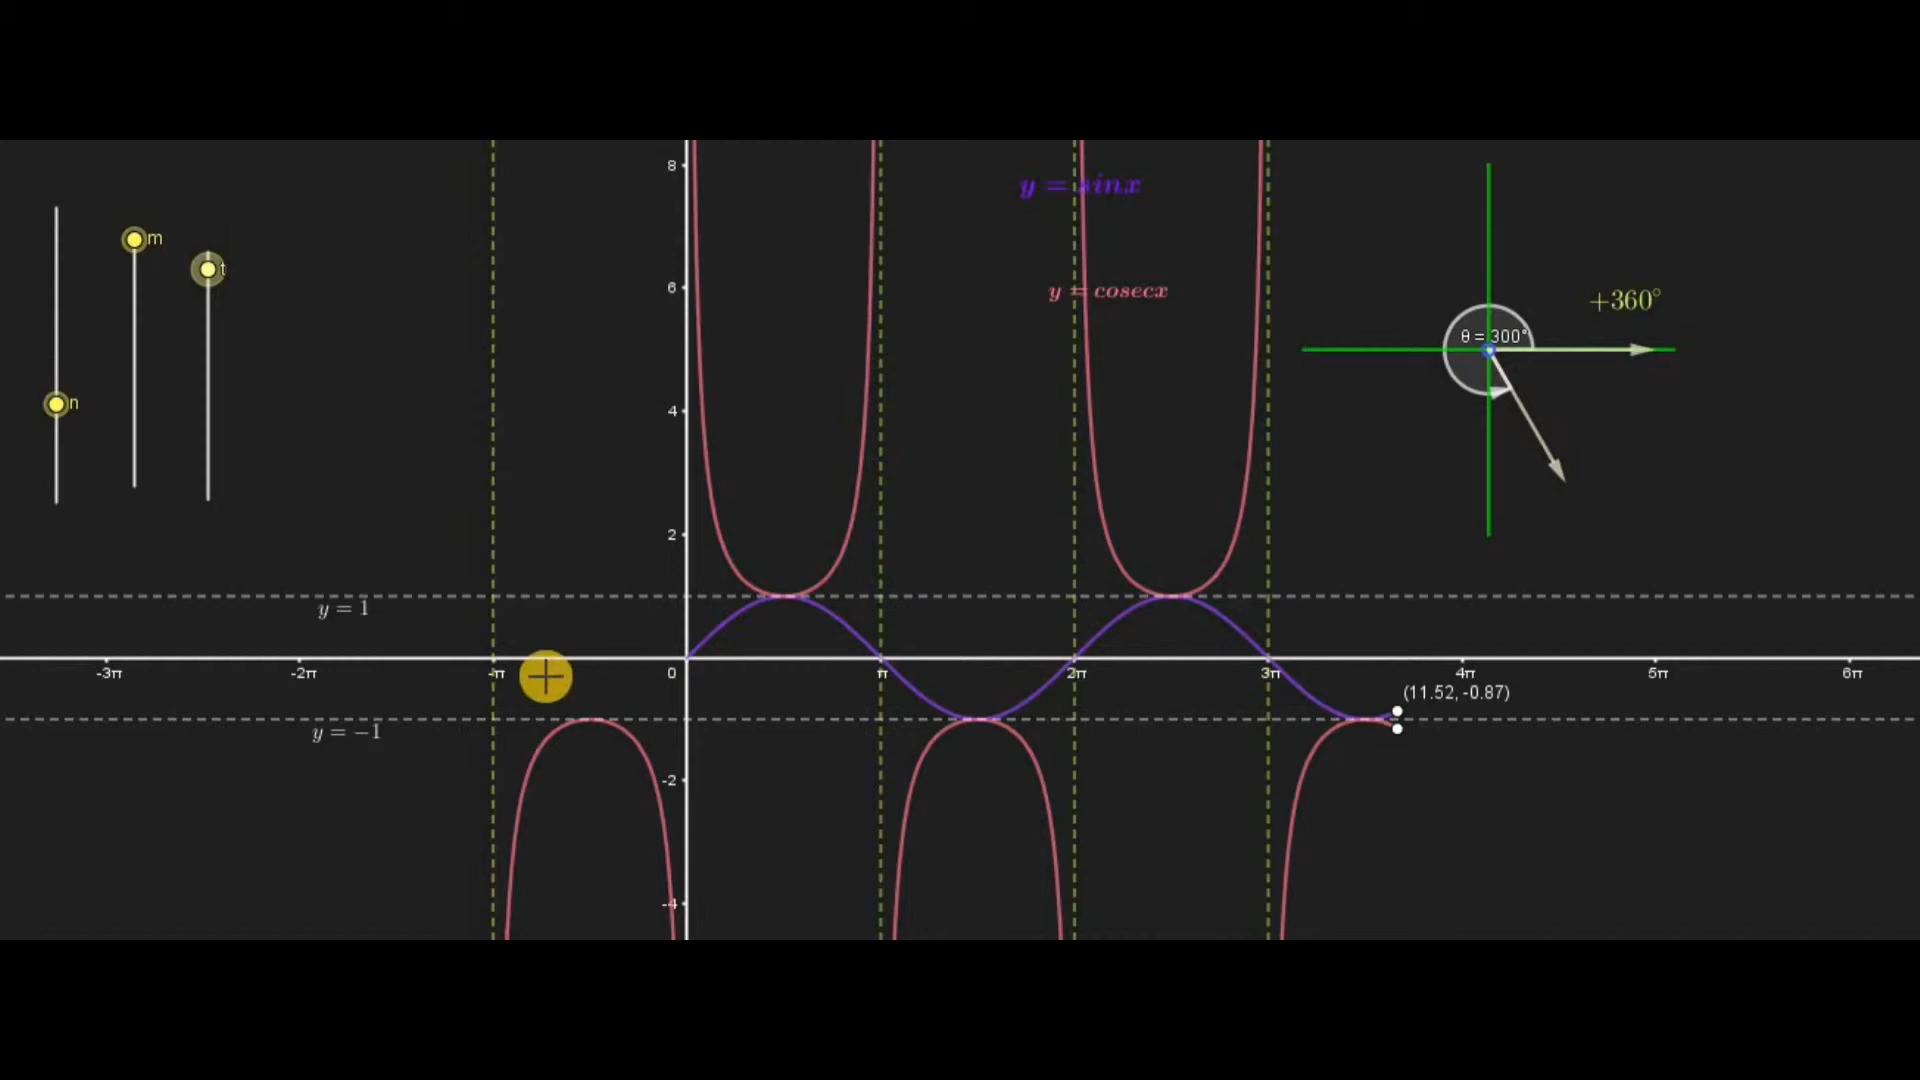 8
y = sinx
m
t
6
y = cosecx
+360°
θ = 300°
n
4
2
y = 1
-3π
-2π
-π
0
π
2π
3π
4π
5π
6π
(11.52, -0.87)
y = −1
-2
-4